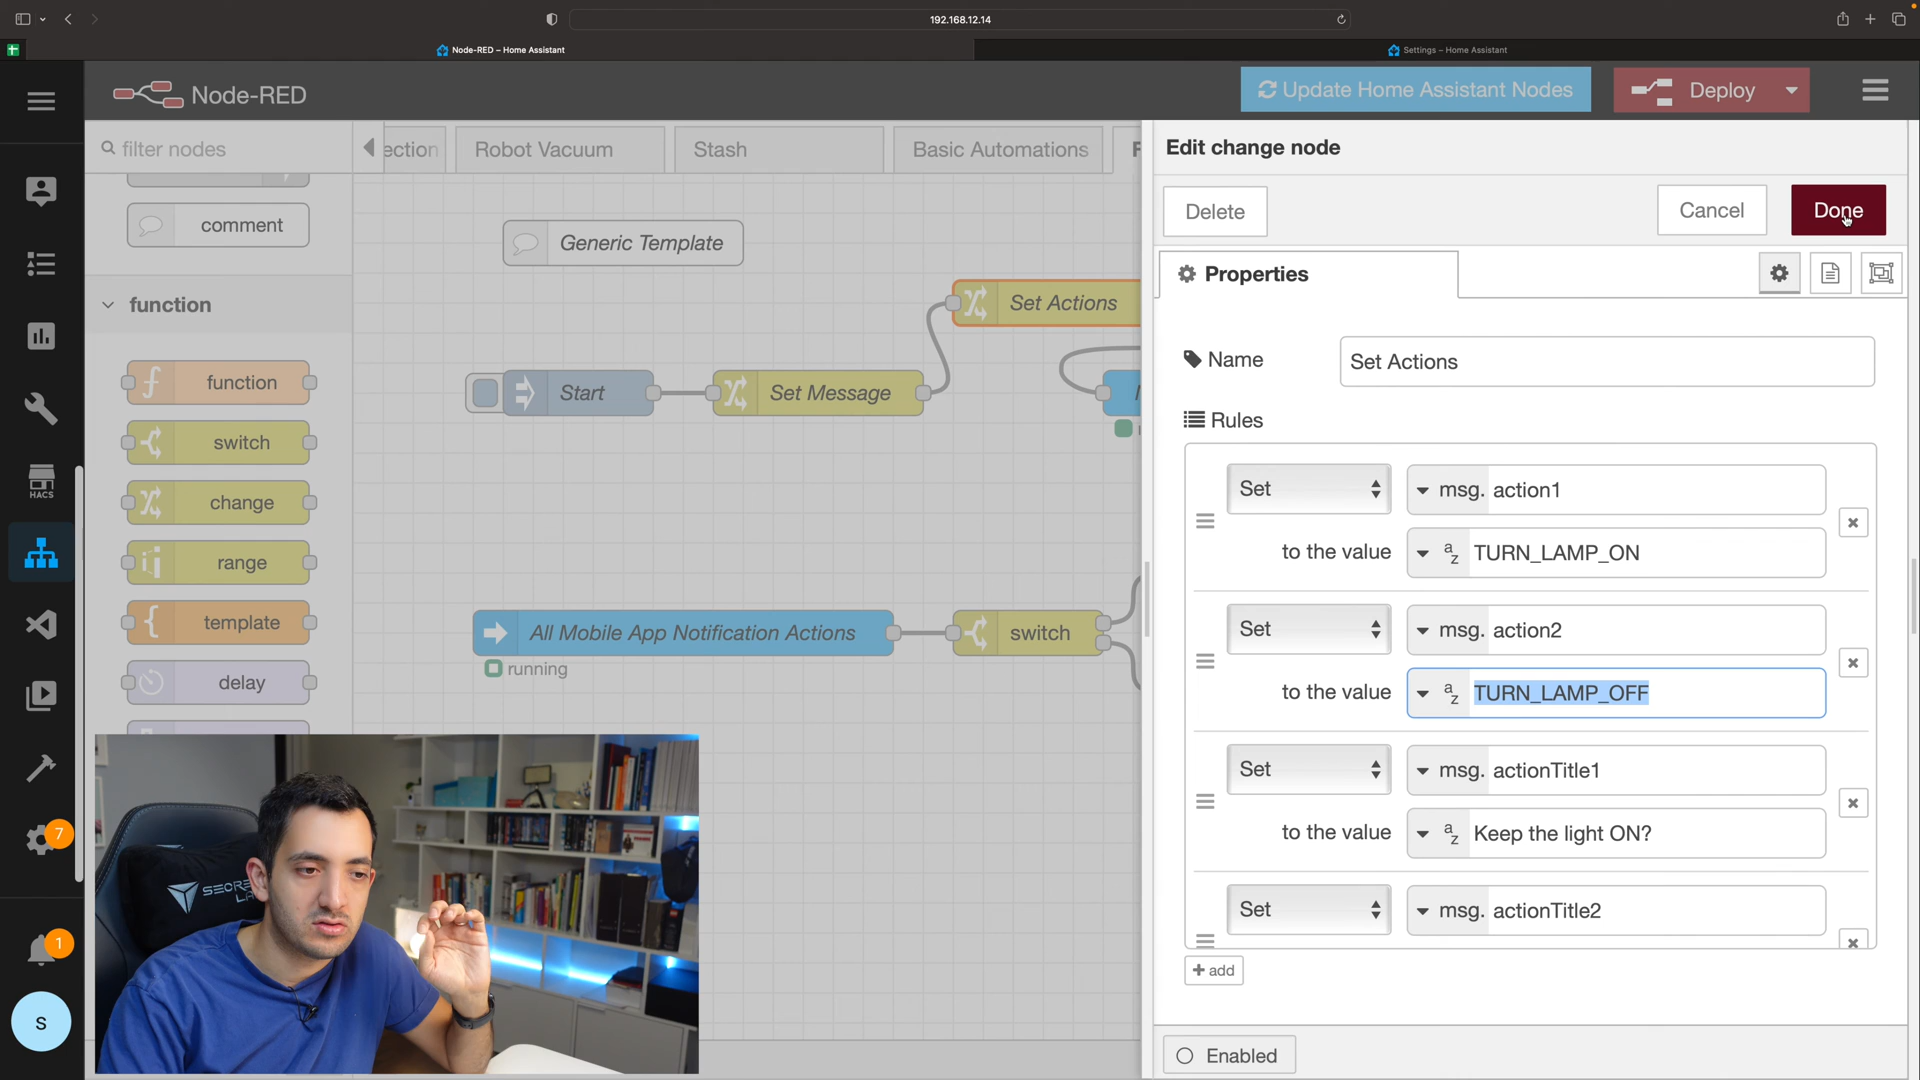 192.168.12.14
Node-RED – Home Assistant
Settings – Home Assistant
Node-RED
Update Home Assistant Nodes
Deploy
filter nodes
ection
Robot Vacuum
Stash
Basic Automations
Edit change node
Delete
Cancel
Done
comment
Generic Template
Properties
function
Set Actions
Name
Set Actions
function
Start
Set Message
Rules
switch
HACS
change
Set
msg. action1
to the value
TURN_LAMP_ON
range
template
All Mobile App Notification Actions
switch
Set
msg. action2
running
delay
to the value
TURN_LAMP_OFF
Set
msg. actionTitle1
7
to the value
Keep the light ON?
Set
msg. actionTitle2
1
add
S
Enabled